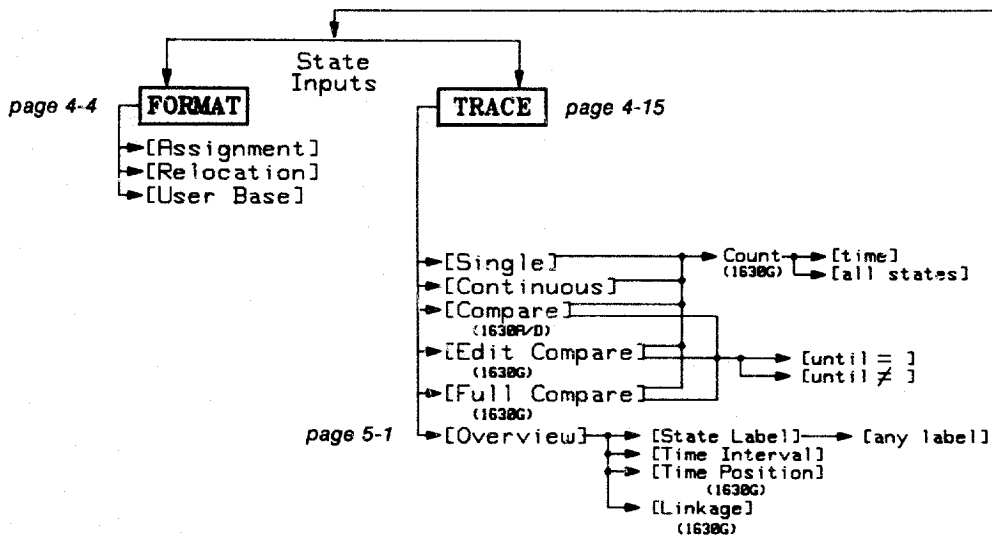 State
Inputs
page 4-4 FORMAT
TRACE page 4-15
[Assignment]
[Relocation]
[User Base]
[Single] Count [time]
(1630G) [all states]
[Continuous]
[Compare]
(1630A/D)
[Edit Compare] [until = ]
(1630G) [until ≠ ]
[Full Compare]
(1630G)
page 5-1 [Overview] [State Label] [any label]
[Time Interval]
[Time Position]
(1630G)
[Linkage]
(1630G)